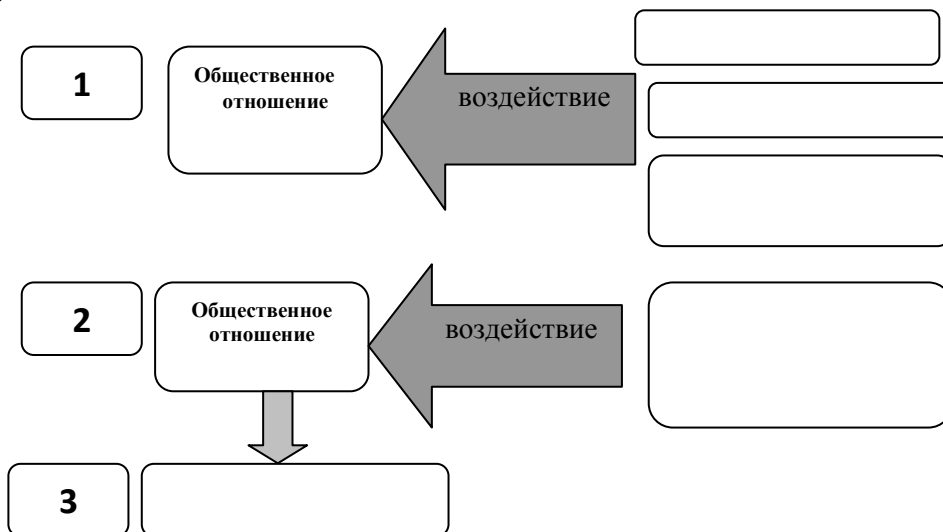 1
Общественное
отношение
воздействие
2
Общественное
отношение
воздействие
3